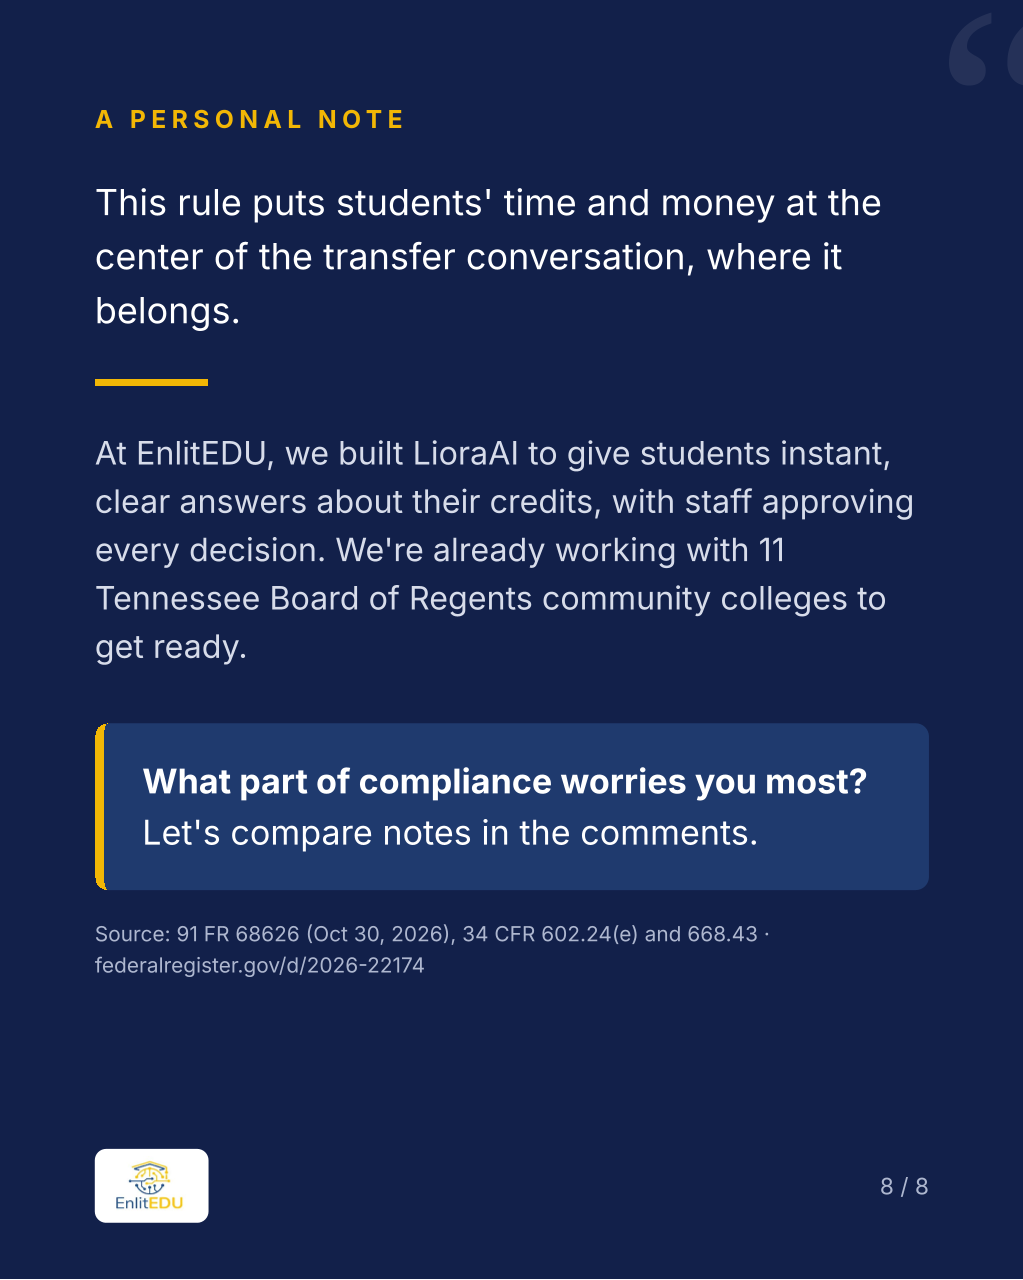 “
A PERSONAL NOTE
This rule puts students' time and money at the
center of the transfer conversation, where it
belongs.
At EnlitEDU, we built LioraAI to give students instant,
clear answers about their credits, with staff approving
every decision. We're already working with 11
Tennessee Board of Regents community colleges to
get ready.
What part of compliance worries you most?
Let's compare notes in the comments.
Source: 91 FR 68626 (Oct 30, 2026), 34 CFR 602.24(e) and 668.43 ·
federalregister.gov/d/2026-22174
EnlitEDU
8 / 8